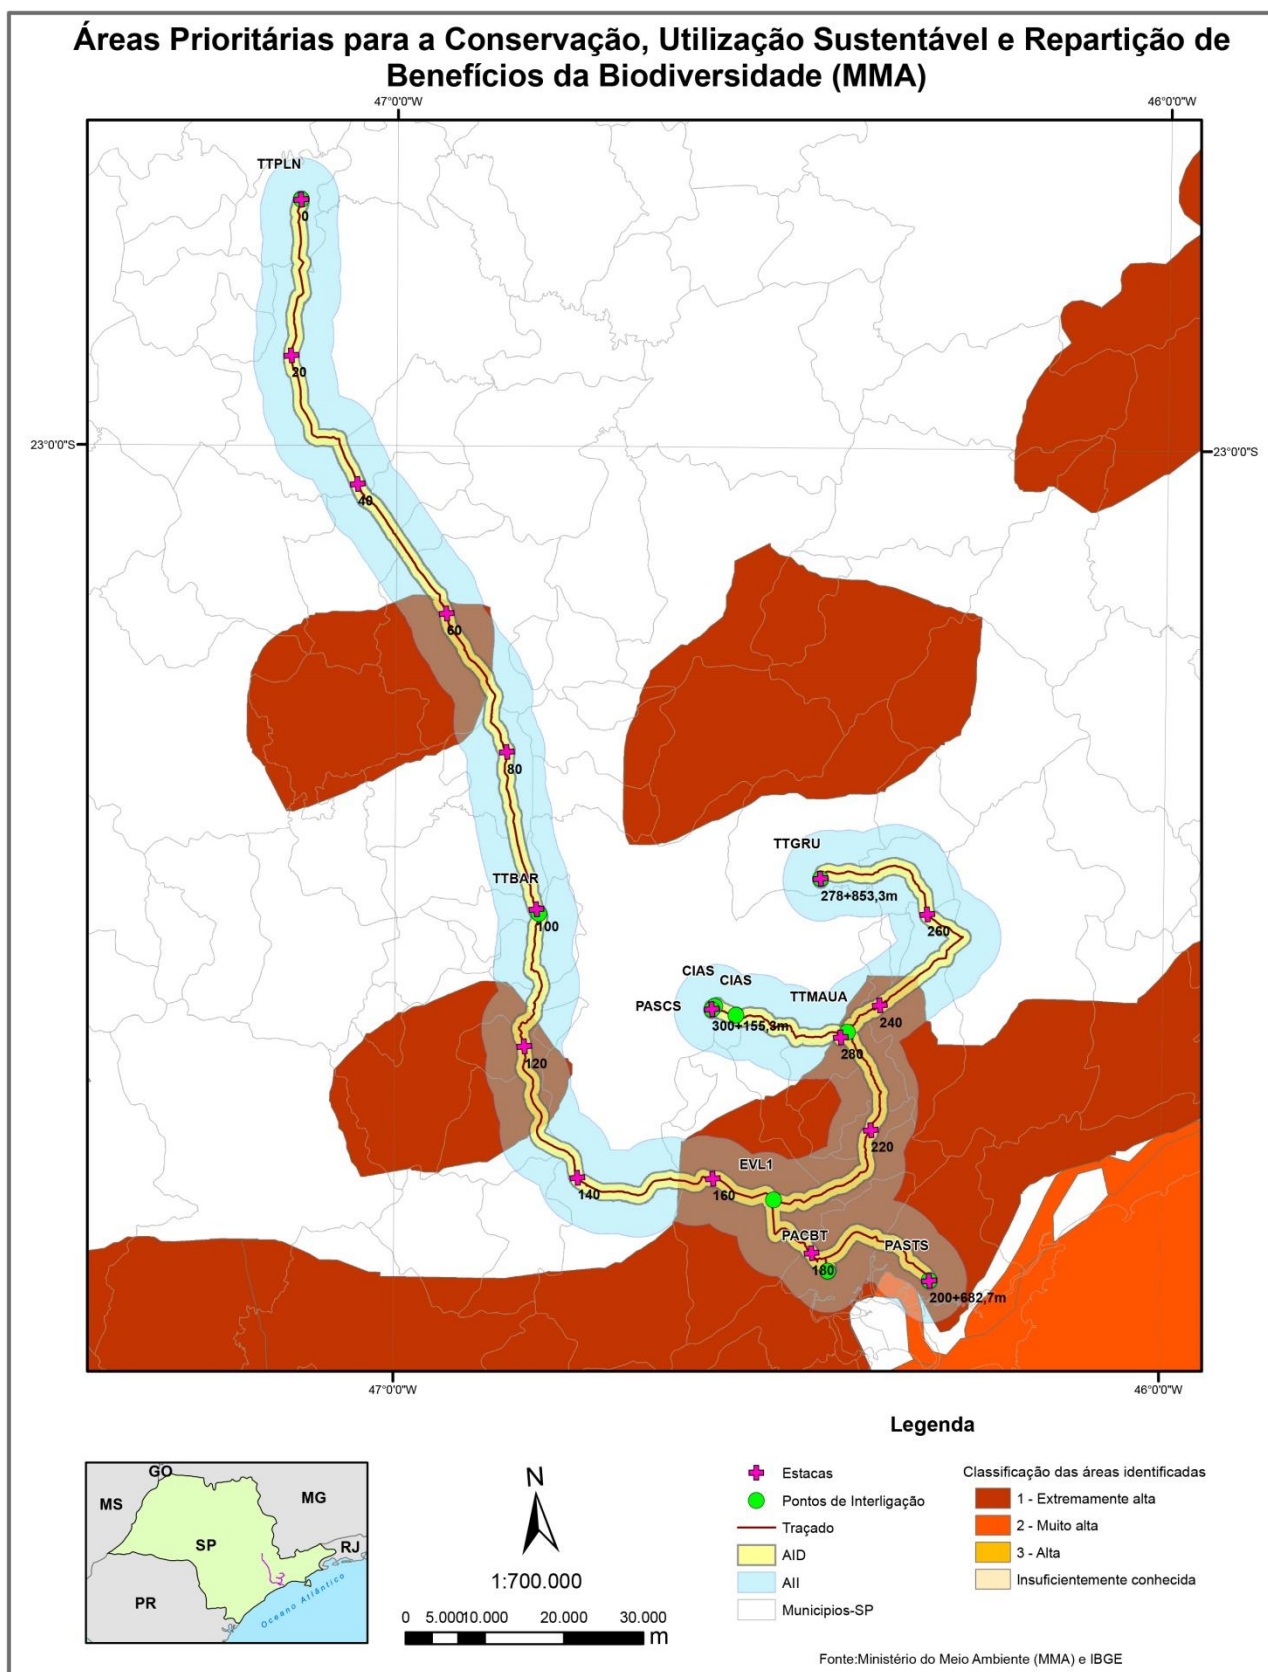 Áreas Prioritárias para a Conservação, Utilização Sustentável e Repartição de
Benefícios da Biodiversidade (MMA)
47°0'0"W
46°0'0"W
TTPLN
0
20
23°0'0"S
23°0'0"S
40
60
80
TTGRU
278+853,3m
TTBAR
100
260
CIAS
CIAS
TTMAUA
PASCS
300+155,3m
240
280
120
220
EVL1
140
160
PACBT
PASTS
180
200+682,7m
47°0'0"W
46°0'0"W
Legenda
Estacas
Pontos de Interligação
Traçado
AID
AII
Municipios-SP
Classificação das áreas identificadas
1 - Extremamente alta
2 - Muito alta
3 - Alta
Insuficientemente conhecida
GO
MS
MG
SP
RJ
PR
Oceano Atlântico
N
1:700.000
0 5.000 10.000 20.000 30.000
m
Fonte:Ministério do Meio Ambiente (MMA) e IBGE